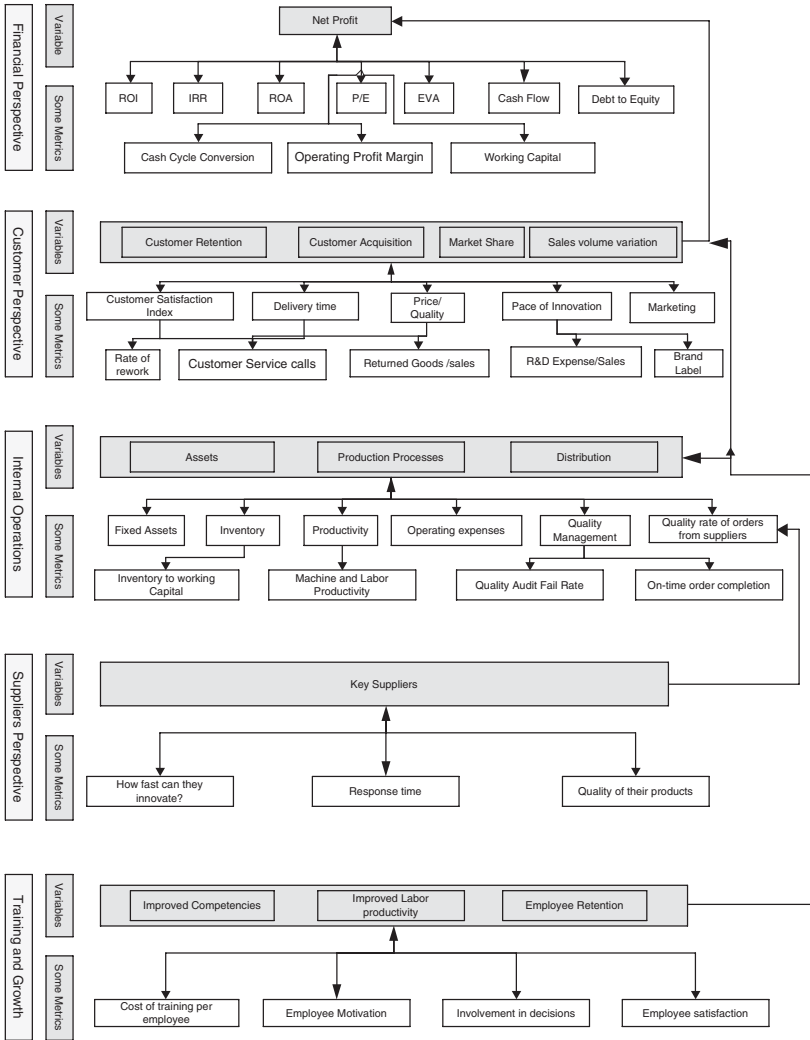 Financial Perspective
Variable
Some Metrics
Net Profit
ROI
IRR
ROA
P/E
EVA
Cash Flow
Debt to Equity
Cash Cycle Conversion
Operating Profit Margin
Working Capital
Customer Perspective
Variables
Some Metrics
Customer Retention
Customer Acquisition
Market Share
Sales volume variation
Customer Satisfaction
Index
Delivery time
Price/
Quality
Pace of Innovation
Marketing
Rate of
rework
Customer Service calls
Returned Goods /sales
R&D Expense/Sales
Brand
Label
Internal Operations
Variables
Some Metrics
Assets
Production Processes
Distribution
Fixed Assets
Inventory
Productivity
Operating expenses
Quality
Management
Quality rate of orders
from suppliers
Inventory to working
Capital
Machine and Labor
Productivity
Quality Audit Fail Rate
On-time order completion
Suppliers Perspective
Variables
Some Metrics
Key Suppliers
How fast can they
innovate?
Response time
Quality of their products
Training and Growth
Variables
Some Metrics
Improved Competencies
Improved Labor
productivity
Employee Retention
Cost of training per
employee
Employee Motivation
Involvement in decisions
Employee satisfaction